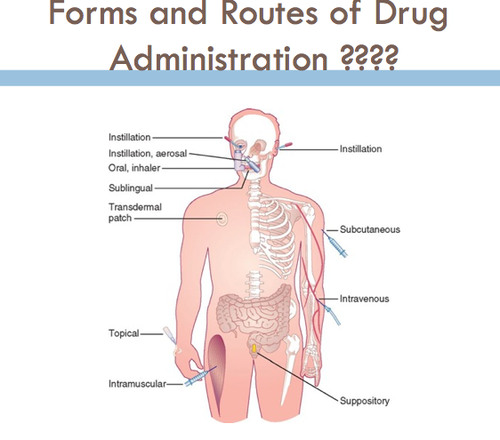 Forms and Routes of Drug
Administration ????
Instillation
Instillation, aerosal
Oral, inhaler
Sublingual
Transdermal
patch
Topical
Intramuscular
Instillation
Subcutaneous
Intravenous
Suppository